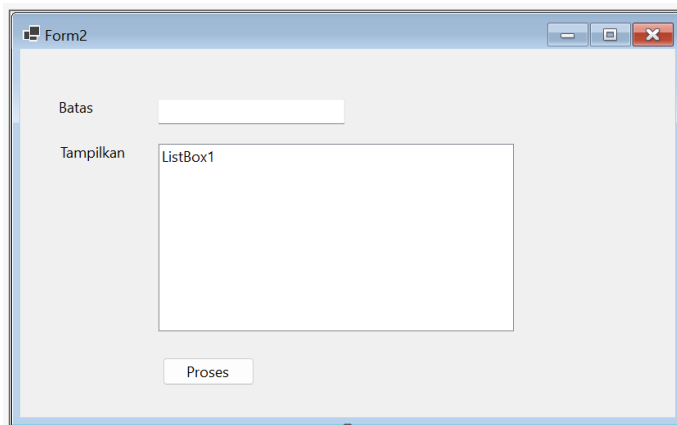 Form2
Batas
Tampilkan
ListBox1
Proses